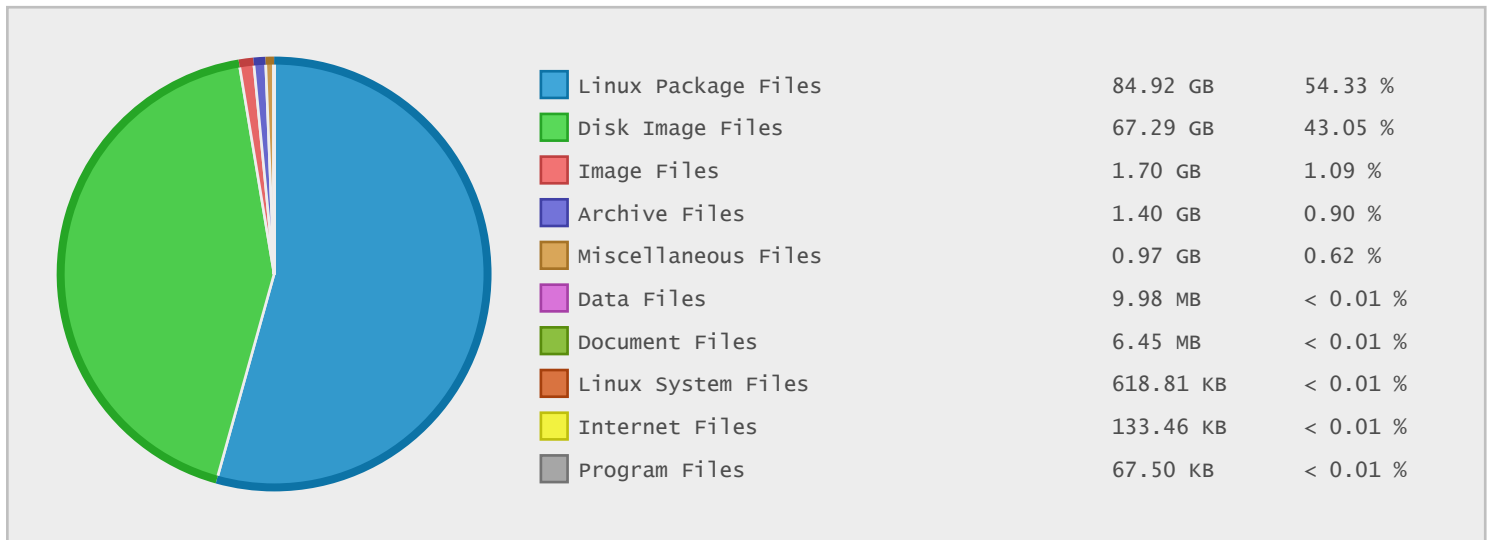 Linux Package Files 84.92 GB 54.33 %
Disk Image Files 67.29 GB 43.05 %
Image Files 1.70 GB 1.09 %
Archive Files 1.40 GB 0.90 %
Miscellaneous Files 0.97 GB 0.62 %
Data Files 9.98 MB < 0.01 %
Document Files 6.45 MB < 0.01 %
Linux System Files 618.81 KB < 0.01 %
Internet Files 133.46 KB < 0.01 %
Program Files 67.50 KB < 0.01 %